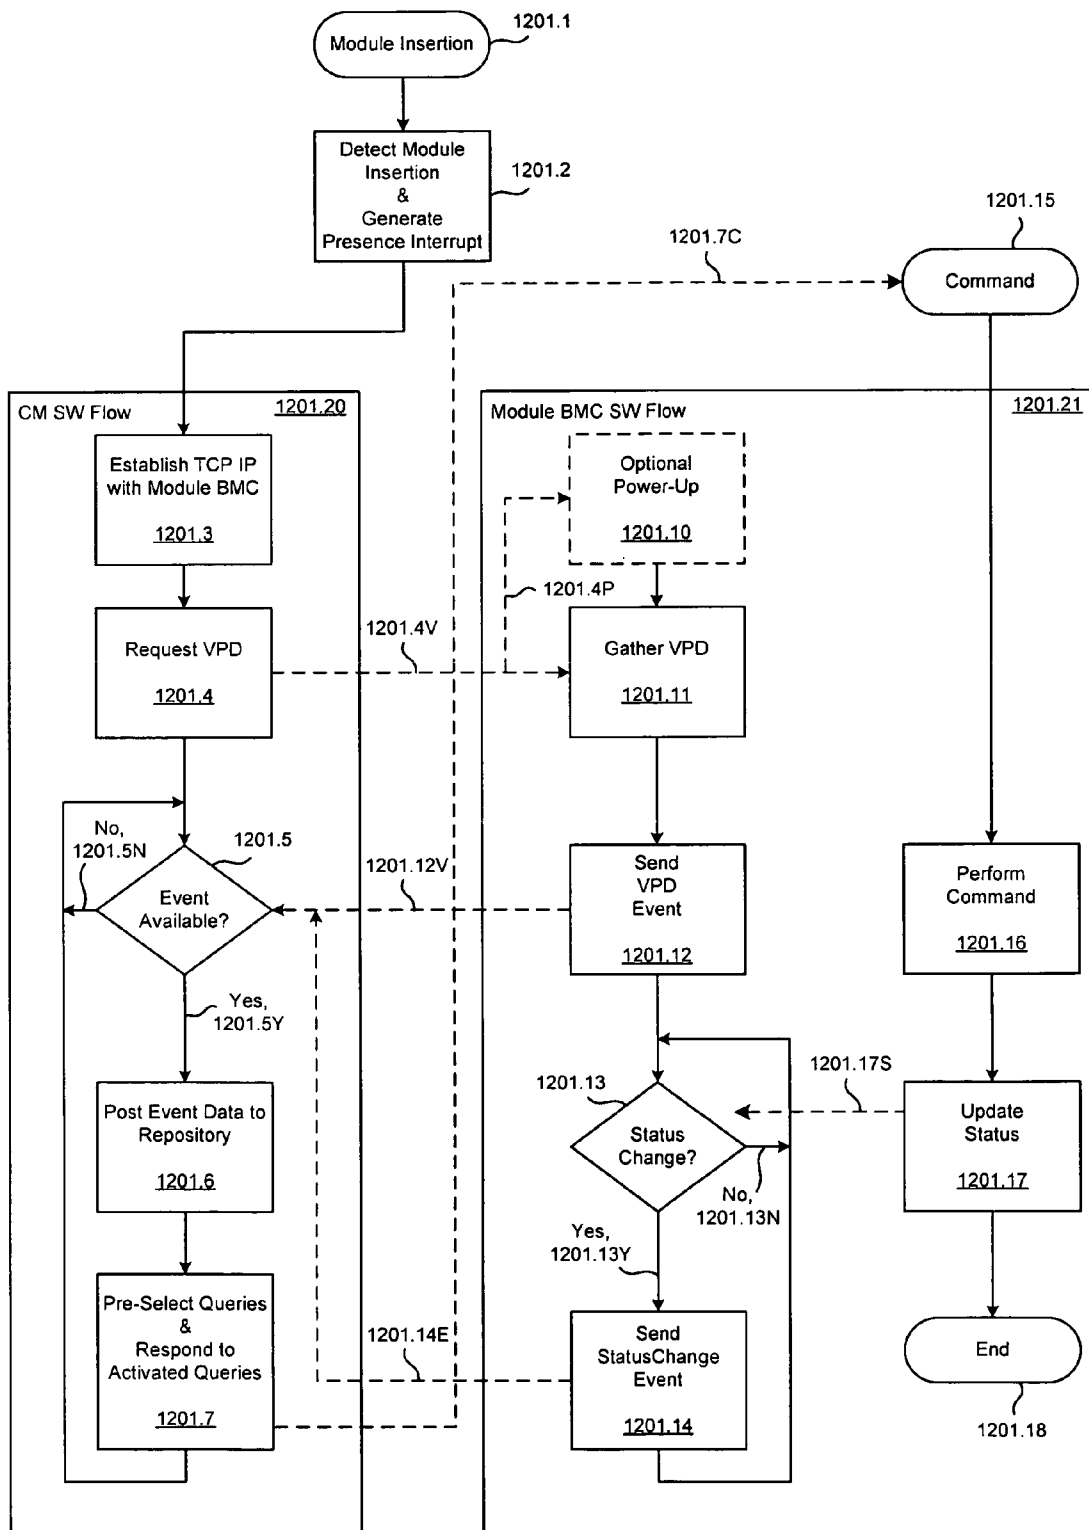 Module Insertion
1201.1
Detect Module
Insertion
&
Generate
Presence Interrupt
1201.2
1201.15
1201.7C
Command
CM SW Flow
1201.20
Module BMC SW Flow
1201.21
Establish TCP IP
with Module BMC
1201.3
Optional
Power-Up
1201.10
1201.4P
Request VPD
1201.4
1201.4V
Gather VPD
1201.11
No,
1201.5N
1201.5
Event
Available?
1201.12V
Send
VPD
Event
1201.12
Perform
Command
1201.16
Yes,
1201.5Y
1201.13
1201.17S
Post Event Data to
Repository
1201.6
Status
Change?
Update
Status
1201.17
No,
1201.13N
Yes,
1201.13Y
Pre-Select Queries
&
Respond to
Activated Queries
1201.7
1201.14E
Send
StatusChange
Event
1201.14
End
1201.18